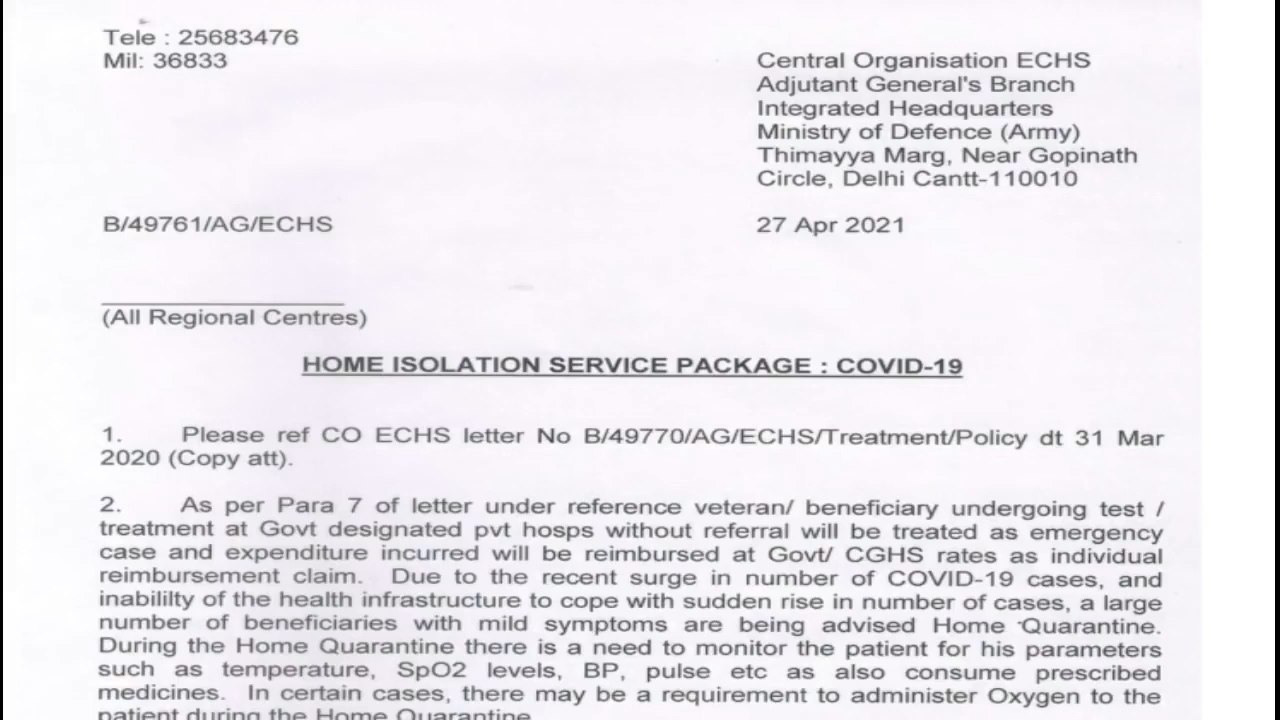 Tele : 25683476
Mil: 36833
Central Organisation ECHS
Adjutant General's Branch
Integrated Headquarters
Ministry of Defence (Army)
Thimayya Marg, Near Gopinath
Circle, Delhi Cantt-110010
B/49761/AG/ECHS
27 Apr 2021
(All Regional Centres)
HOME ISOLATION SERVICE PACKAGE : COVID-19
1. Please ref CO ECHS letter No B/49770/AG/ECHS/Treatment/Policy dt 31 Mar
2020 (Copy att).
2. As per Para 7 of letter under reference veteran/ beneficiary undergoing test /
treatment at Govt designated pvt hosps without referral will be treated as emergency
case and expenditure incurred will be reimbursed at Govt/ CGHS rates as individual
reimbursement claim. Due to the recent surge in number of COVID-19 cases, and
inabililty of the health infrastructure to cope with sudden rise in number of cases, a large
number of beneficiaries with mild symptoms are being advised Home Quarantine.
During the Home Quarantine there is a need to monitor the patient for his parameters
such as temperature, SpO2 levels, BP, pulse etc as also consume prescribed
medicines. In certain cases, there may be a requirement to administer Oxygen to the
patient during the Home Quarantine.